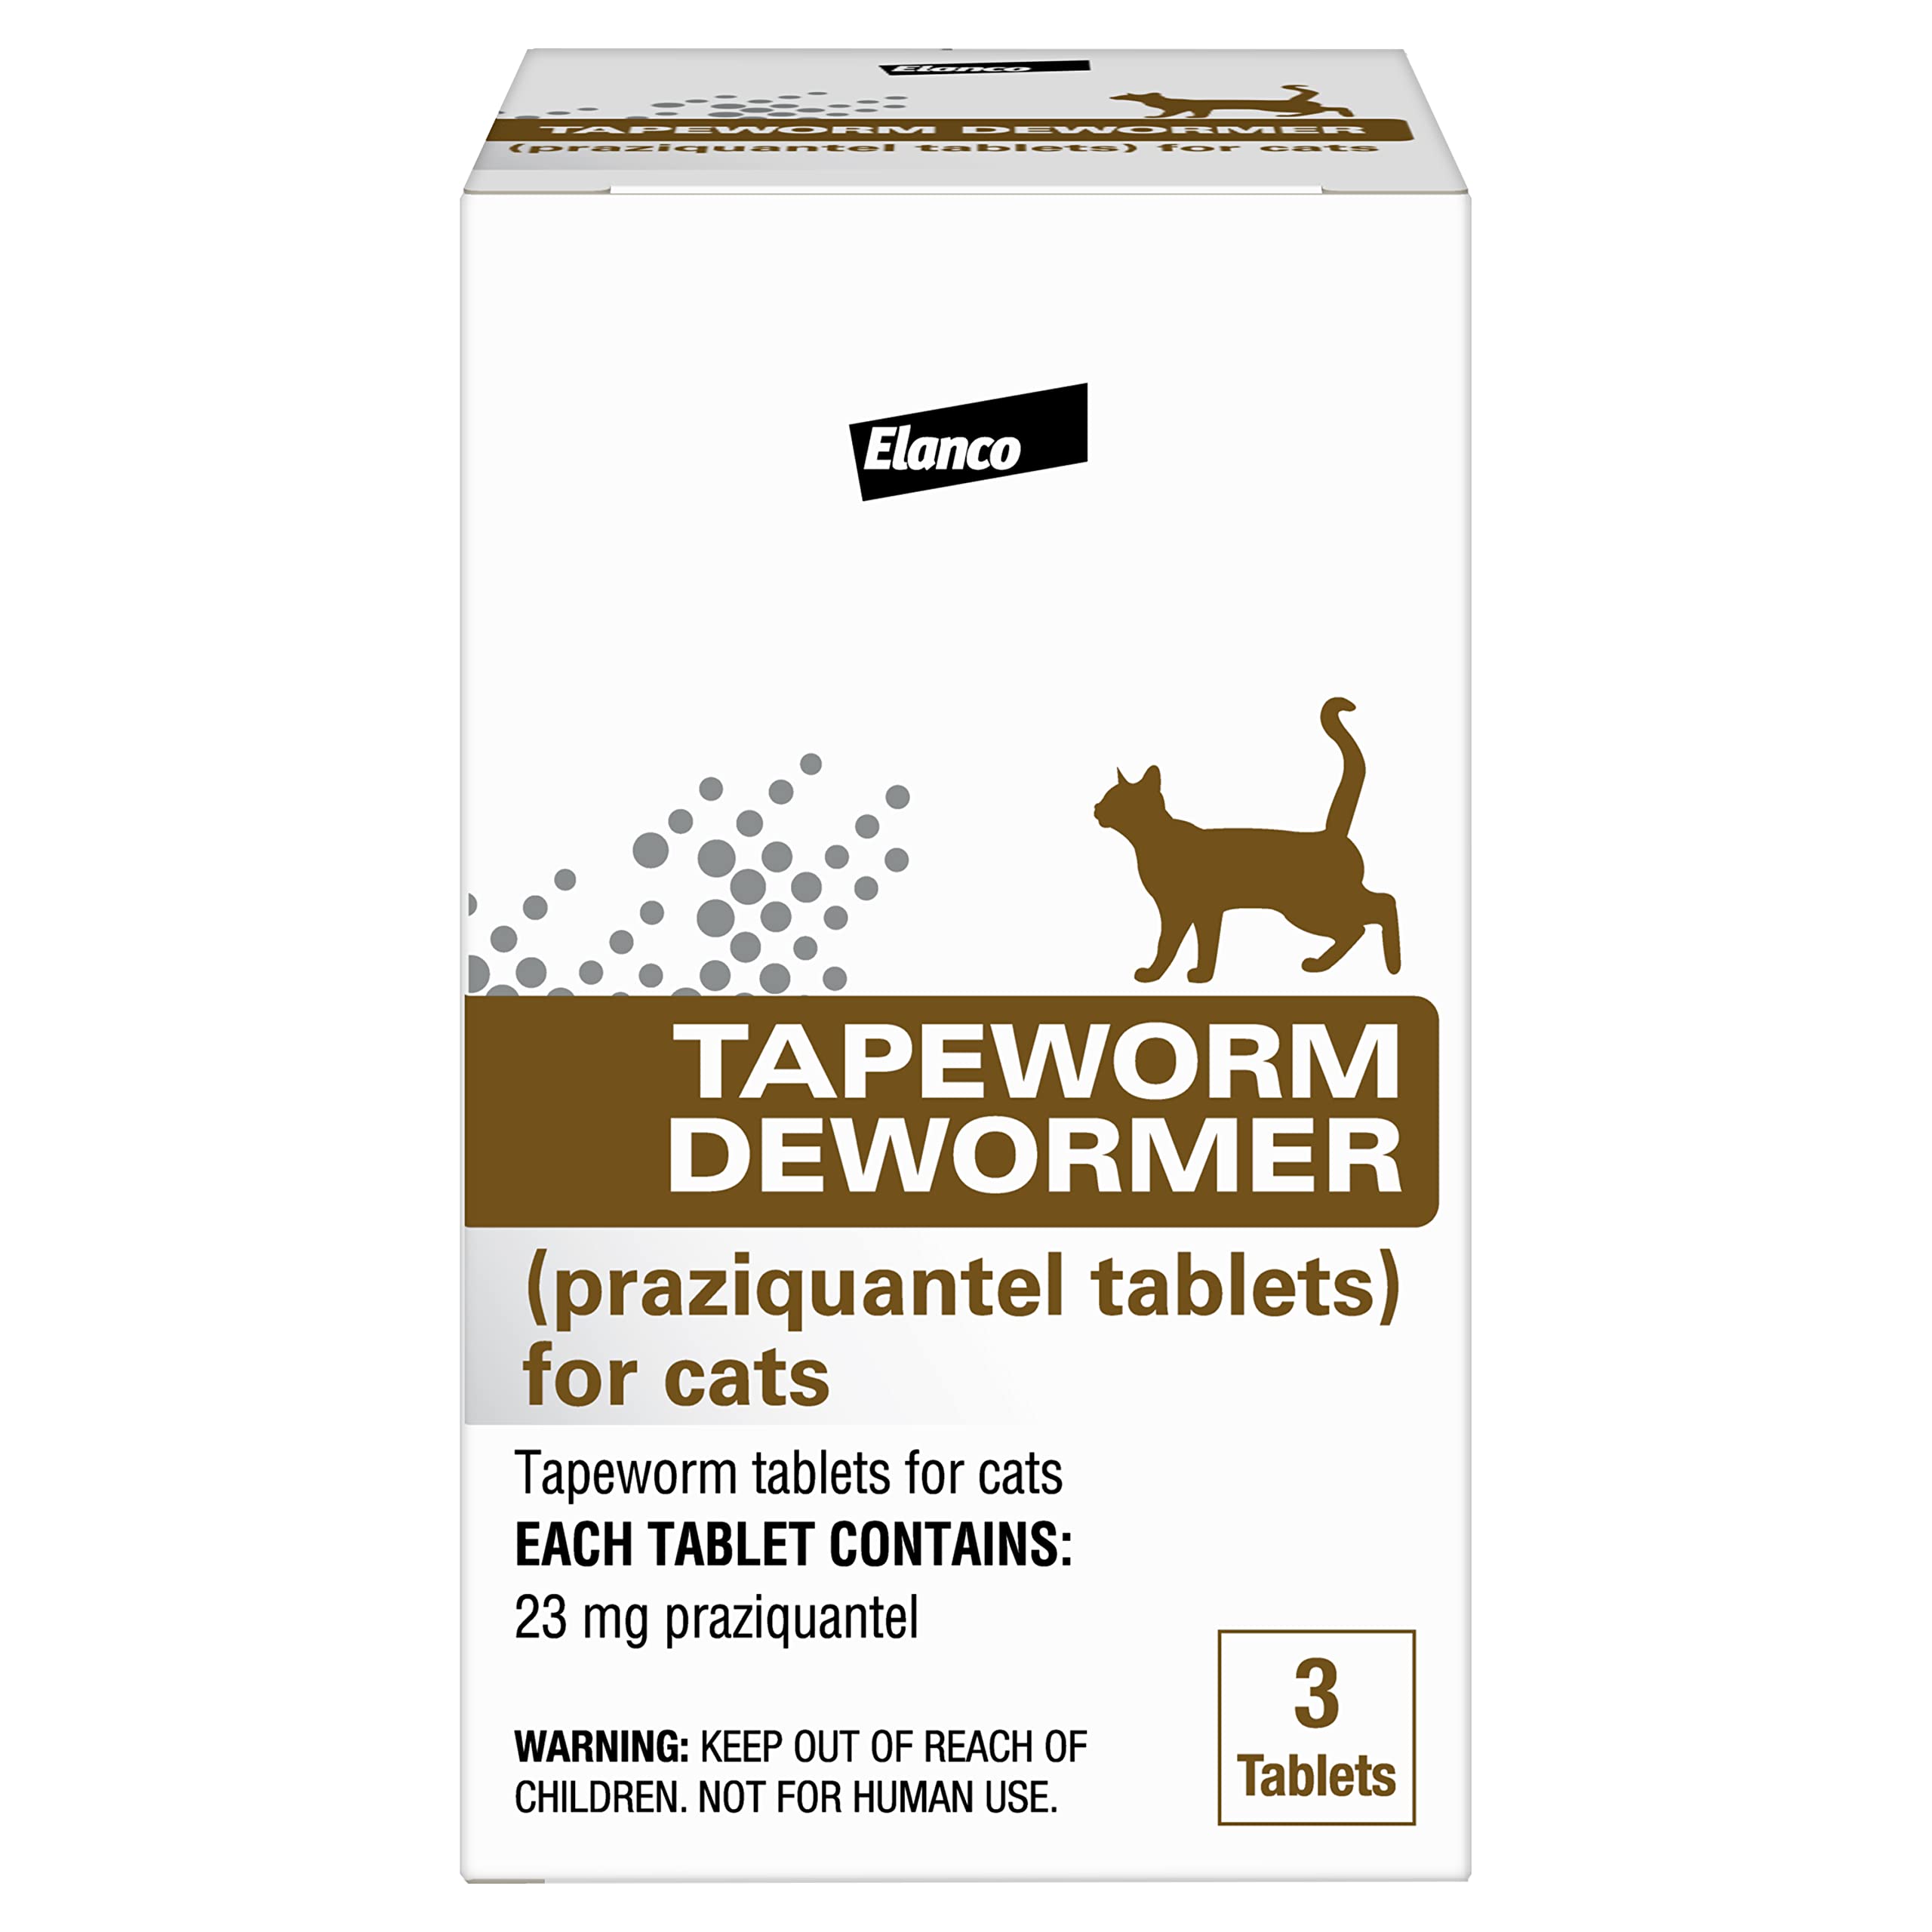 Elanco
TAPEWORM DEWORMER
(praziquantel tablets) for cats
Elanco
TAPEWORM
DEWORMER
(praziquantel tablets)
for cats
Tapeworm tablets for cats
EACH TABLET CONTAINS:
23 mg praziquantel
WARNING: KEEP OUT OF REACH OF
CHILDREN. NOT FOR HUMAN USE.
3
Tablets